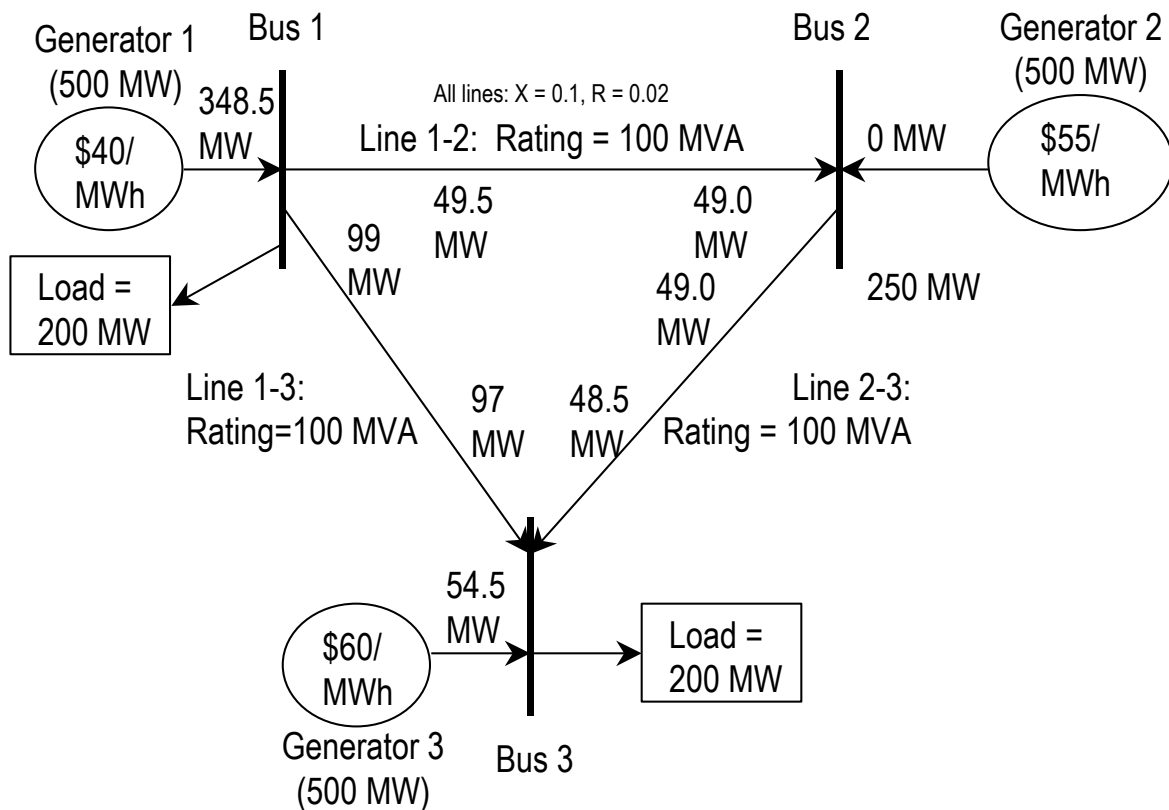 Generator 1
(500 MW)
Bus 1
Bus 2
Generator 2
(500 MW)
348.5
MW
All lines: X = 0.1, R = 0.02
$40/
MWh
Line 1-2: Rating = 100 MVA
0 MW
$55/
MWh
49.5
MW
49.0
MW
99
MW
49.0
MW
250 MW
Load =
200 MW
Line 1-3:
Rating=100 MVA
97
MW
48.5
MW
Line 2-3:
Rating = 100 MVA
54.5
MW
$60/
MWh
Load =
200 MW
Generator 3
(500 MW)
Bus 3